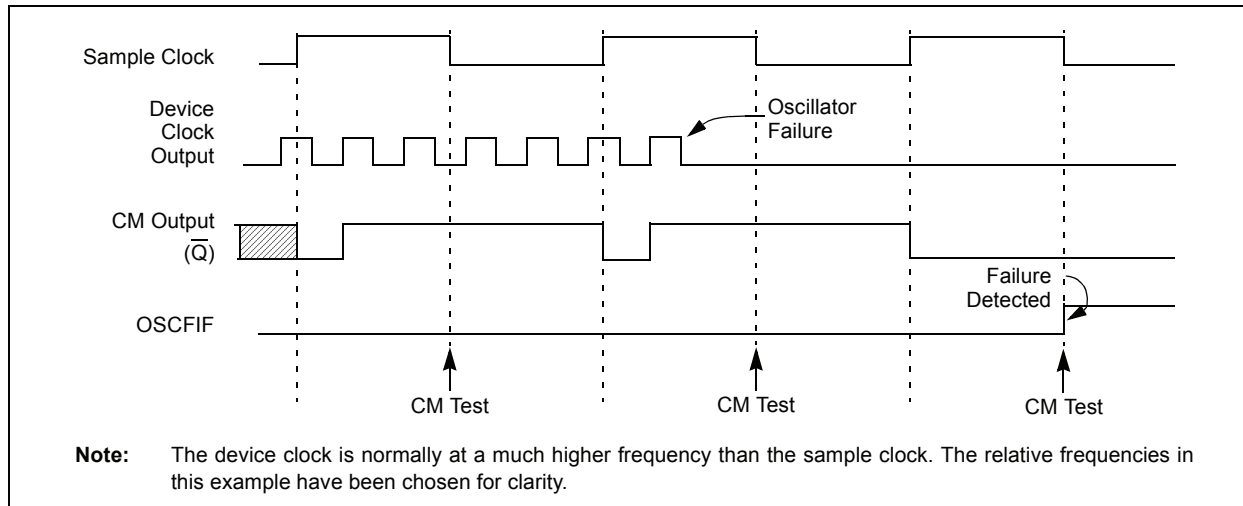 Sample Clock
Device
Clock
Output
Oscillator
Failure
CM Output
(Q̅)
Failure
Detected
OSCFIF
CM Test
CM Test
CM Test
Note: The device clock is normally at a much higher frequency than the sample clock. The relative frequencies in
this example have been chosen for clarity.